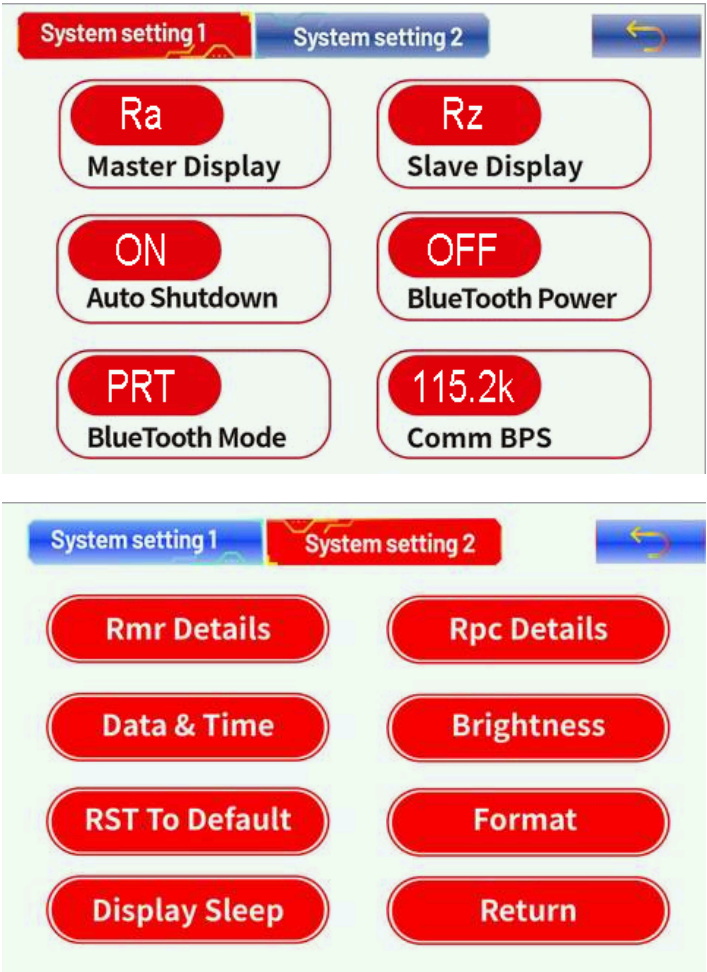 System setting 1
System setting 2
Ra
Rz
Master Display
Slave Display
ON
OFF
Auto Shutdown
BlueTooth Power
PRT
115.2k
BlueTooth Mode
Comm BPS
System setting 1
System setting 2
Rmr Details
Rpc Details
Data & Time
Brightness
RST To Default
Format
Display Sleep
Return